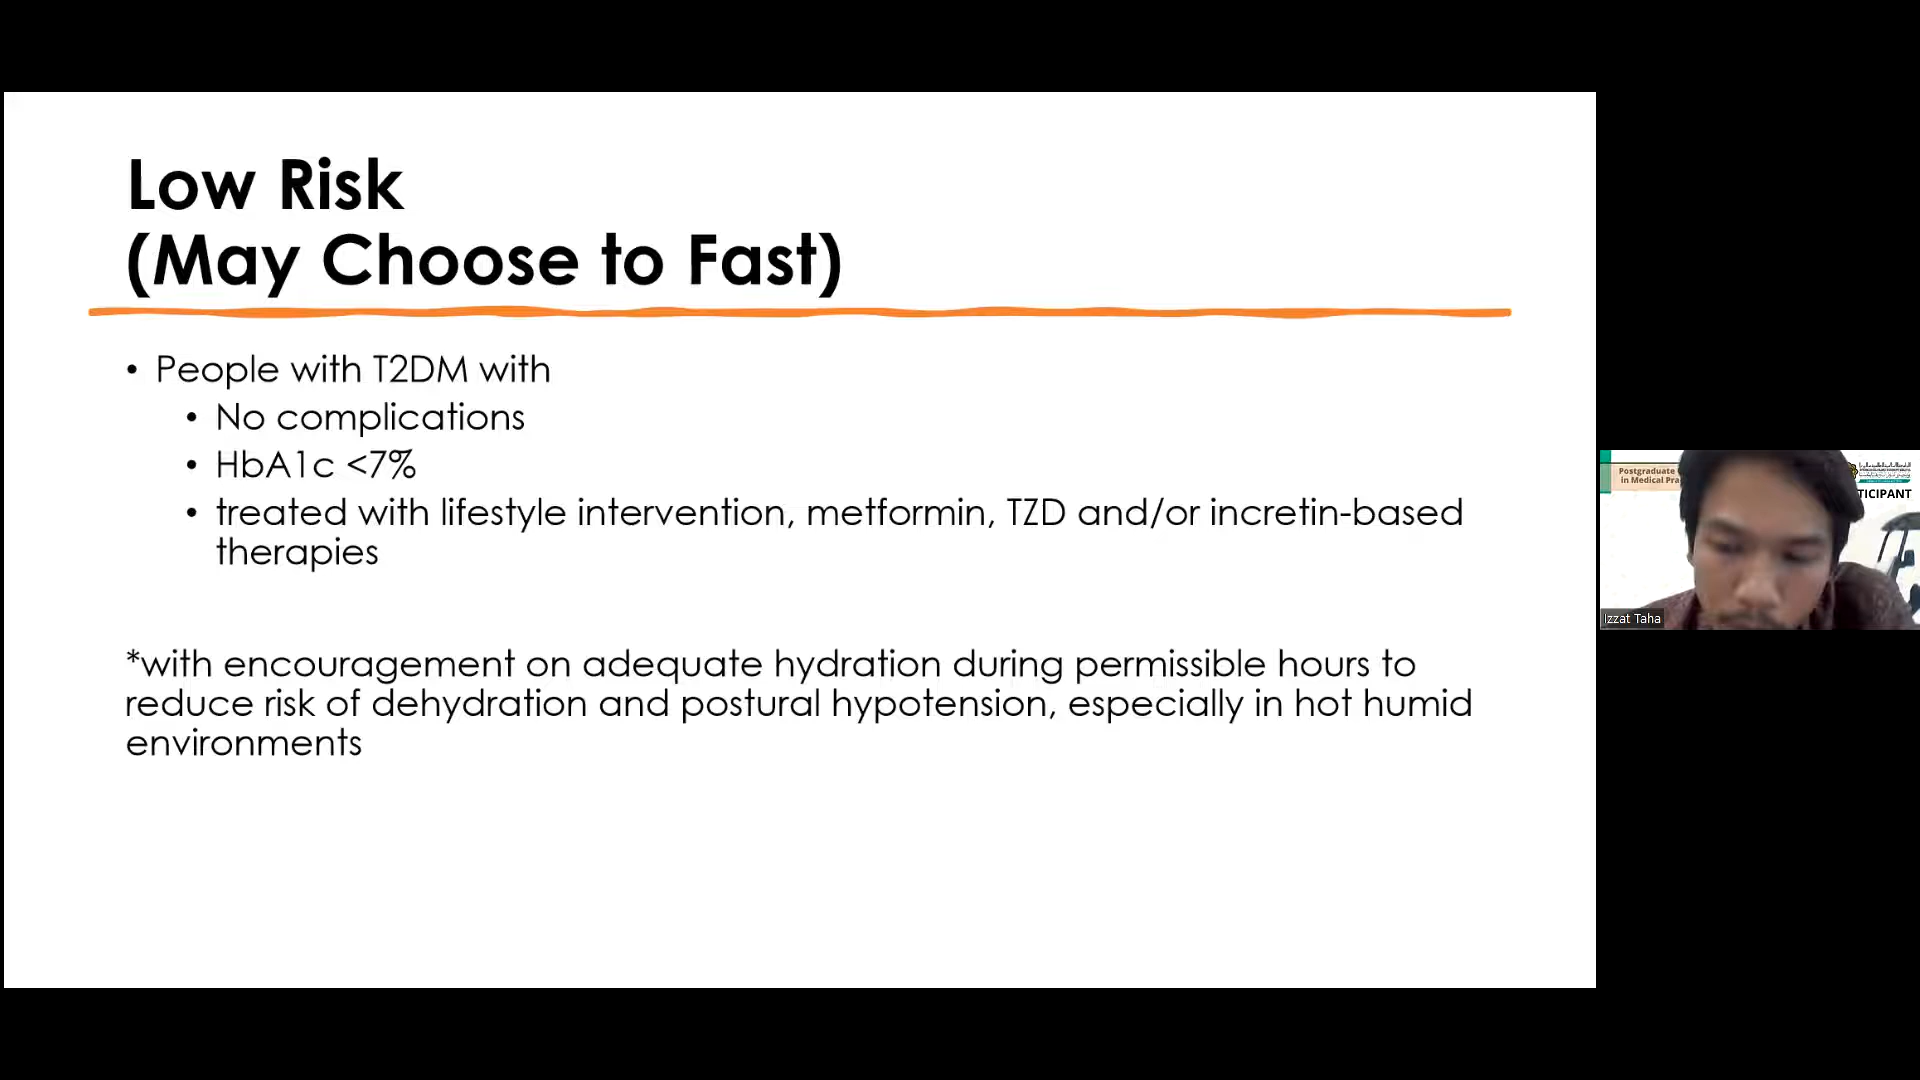 Low Risk
(May Choose to Fast)
• People with T2DM with
• No complications
• HbA1c <7%
• treated with lifestyle intervention, metformin, TZD and/or incretin-based
therapies
*with encouragement on adequate hydration during permissible hours to
reduce risk of dehydration and postural hypotension, especially in hot humid
environments
Postgraduate
in Medical Pra
TICIPANT
Izzat Taha